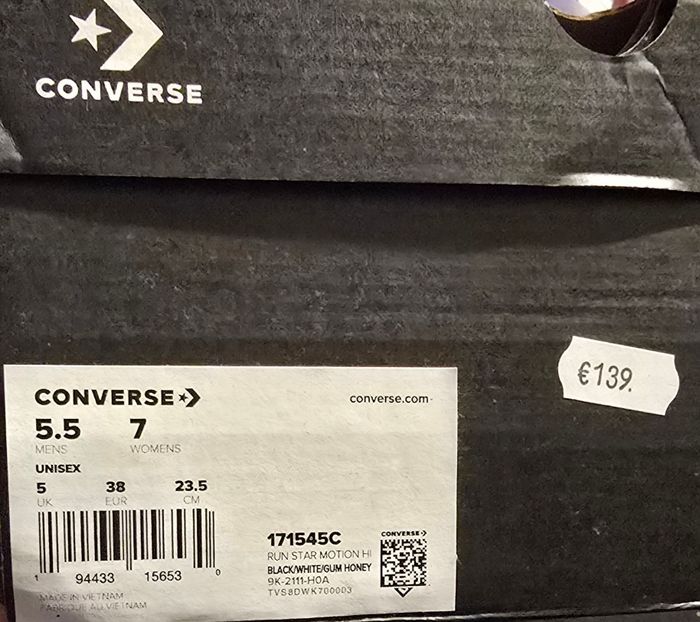 CONVERSE
€139.
CONVERSE
converse.com
5.5 7
MENS WOMENS
UNISEX
5 38 23.5
UK EUR CM
1 94433 15653 0
171545C
RUN STAR MOTION HI
BLACK/WHITE/GUM HONEY
9K-2111-H0A
TVS8DWK700003
CONVERSE
MADE IN VIETNAM
FABRIQUE AU VIETNAM